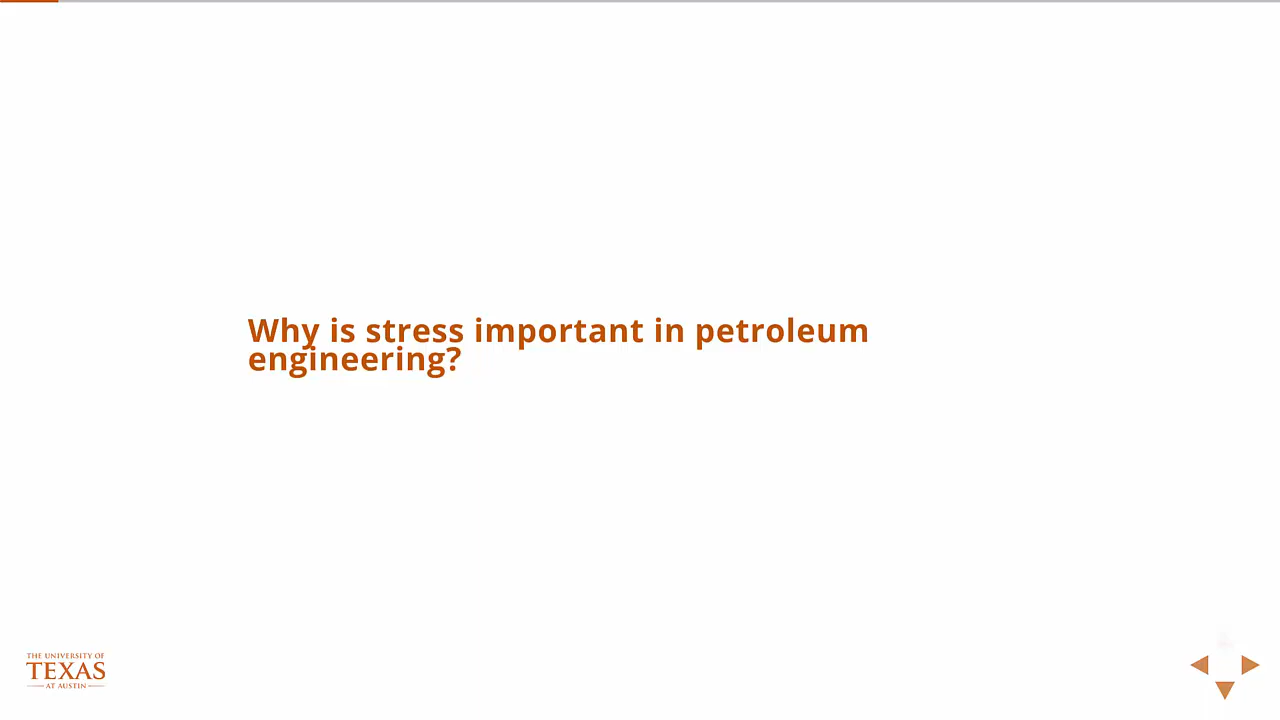 Why is stress important in petroleum
engineering?
THE UNIVERSITY OF
TEXAS
AT AUSTIN